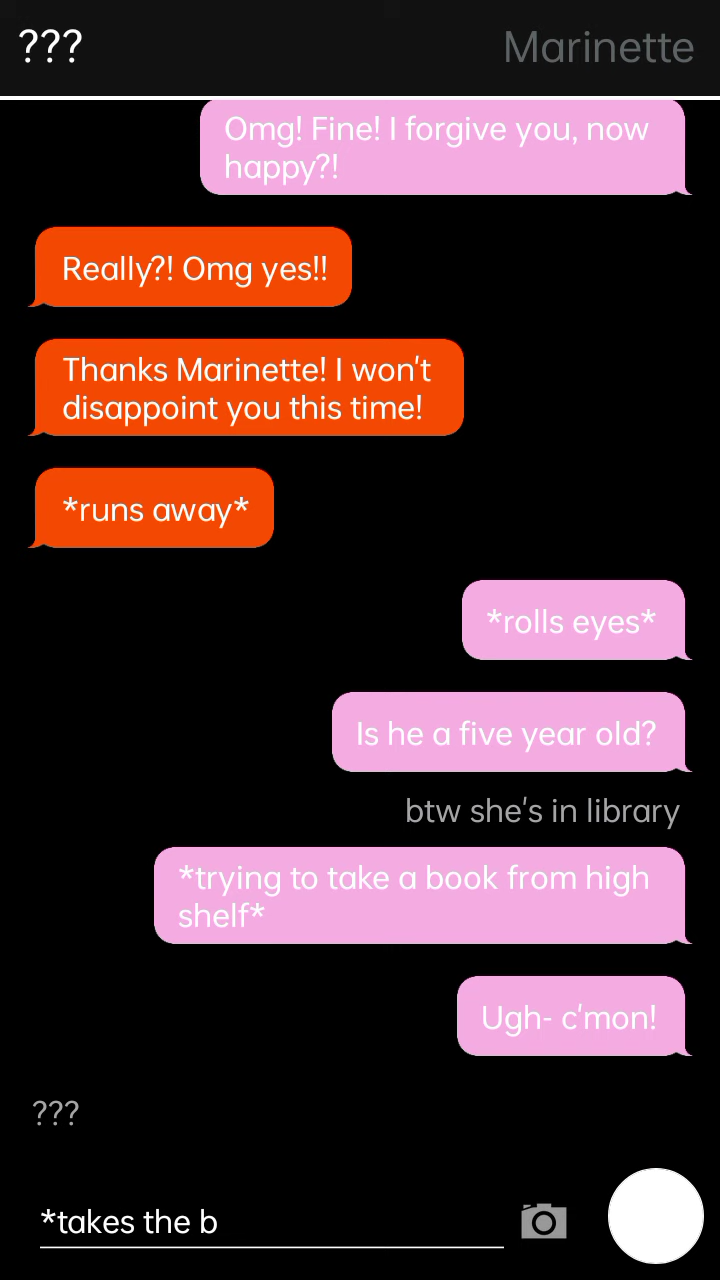 ???
Marinette
Omg! Fine! I forgive you, now
happy?!
Really?! Omg yes!!
Thanks Marinette! I won't
disappoint you this time!
*runs away*
*rolls eyes*
Is he a five year old?
btw she's in library
*trying to take a book from high
shelf*
Ugh- c'mon!
???
*takes the b